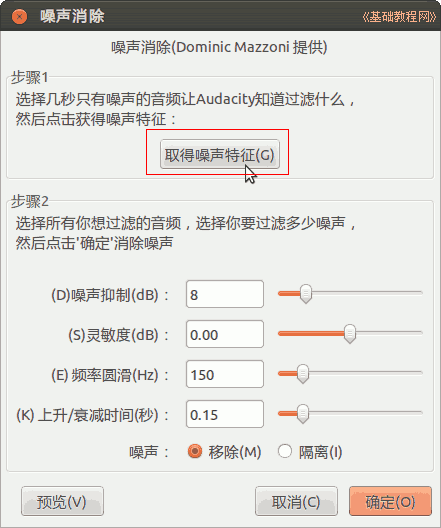 噪声消除
《基础教程网》
噪声消除(Dominic Mazzoni 提供)
步骤1
选择几秒只有噪声的音频让Audacity知道过滤什么，
然后点击获得噪声特征：
取得噪声特征(G)
步骤2
选择所有你想过滤的音频，选择你要过滤多少噪声，
然后点击'确定'消除噪声
(D)噪声抑制(dB)： 8
(S)灵敏度(dB)： 0.00
(E) 频率圆滑(Hz)： 150
(K) 上升/衰减时间(秒)： 0.15
噪声： 移除(M) 隔离(I)
预览(V) 取消(C) 确定(O)